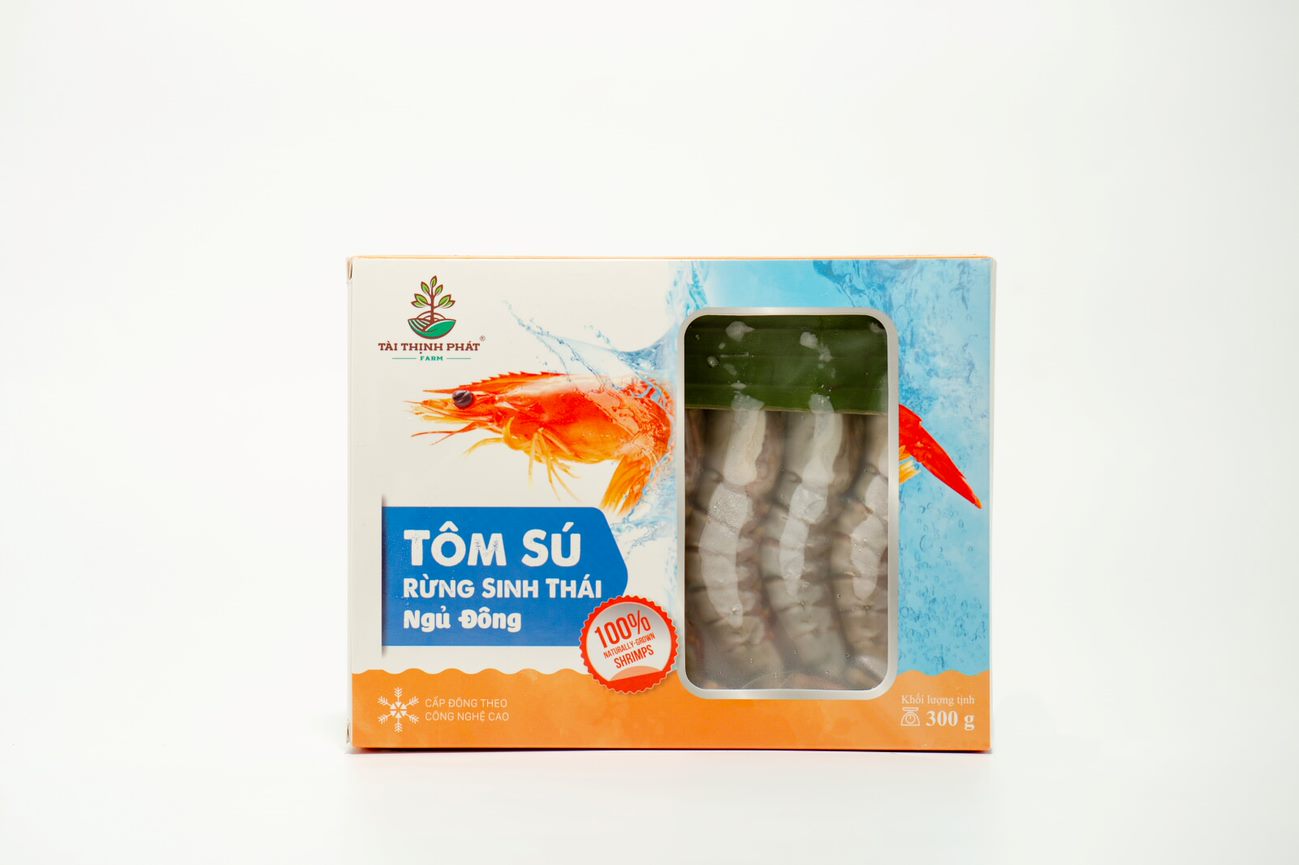 TÀI THỊNH PHÁT®
FARM
TÔM SÚ
RỪNG SINH THÁI
Ngủ Đông
100%
NATURALLY-GROWN
SHRIMPS
CẤP ĐÔNG THEO
CÔNG NGHỆ CAO
Khối lượng tịnh
300 g